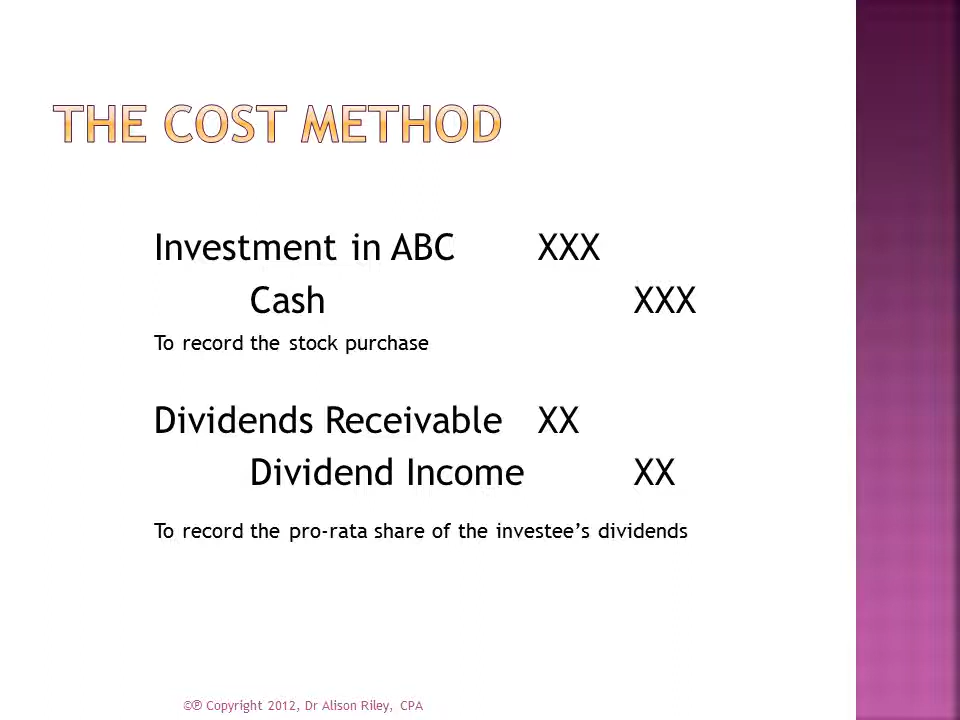 THE COST METHOD
Investment in ABC XXX
Cash XXX
To record the stock purchase
Dividends Receivable XX
Dividend Income XX
To record the pro-rata share of the investee’s dividends
©℗ Copyright 2012, Dr Alison Riley, CPA